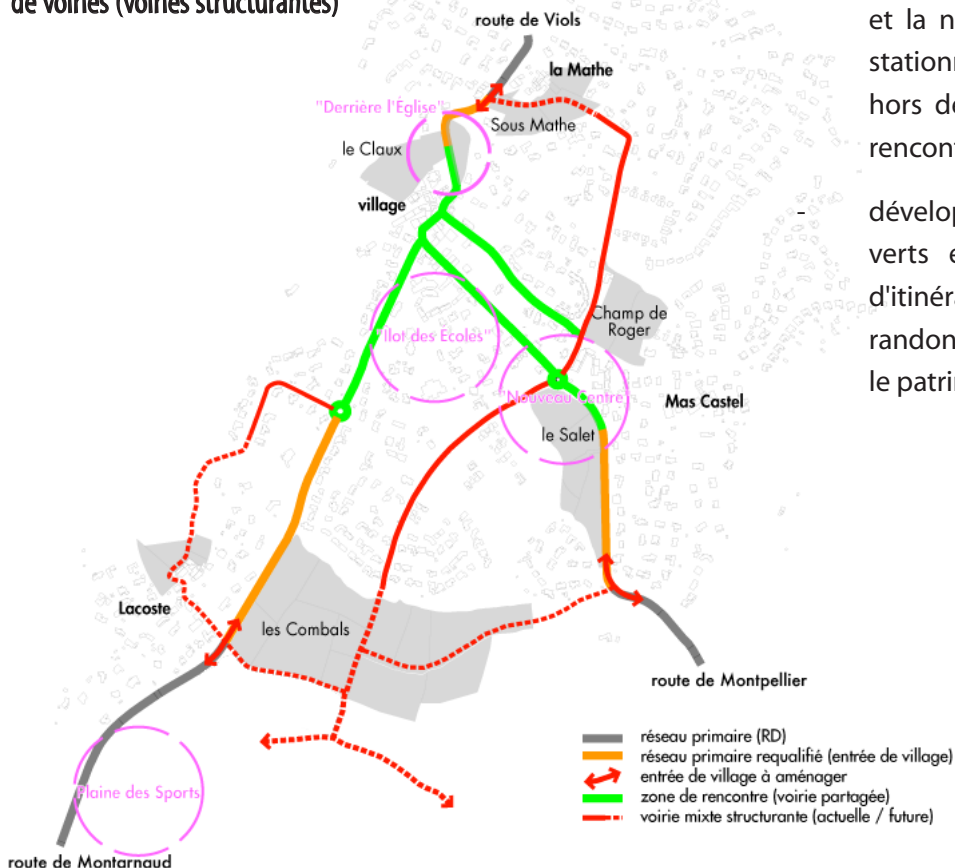 de voiries (voiries structurantes)
route de Viols
la Mathe
"Derrière l'Eglise"
Sous Mathe
le Claux
village
Champ de
Roger
"Ilot des Ecoles"
"Nouveau Centre"
Mas Castel
le Salet
Lacoste
les Combals
route de Montpellier
Plaine des Sports
route de Montarnaud
réseau primaire (RD)
réseau primaire requalifié (entrée de village)
entrée de village à aménager
zone de rencontre (voirie partagée)
voirie mixte structurante (actuelle / future)
et la n
stationn
hors de
rencont
- dévelop
verts e
d'itinéra
randon
le patri